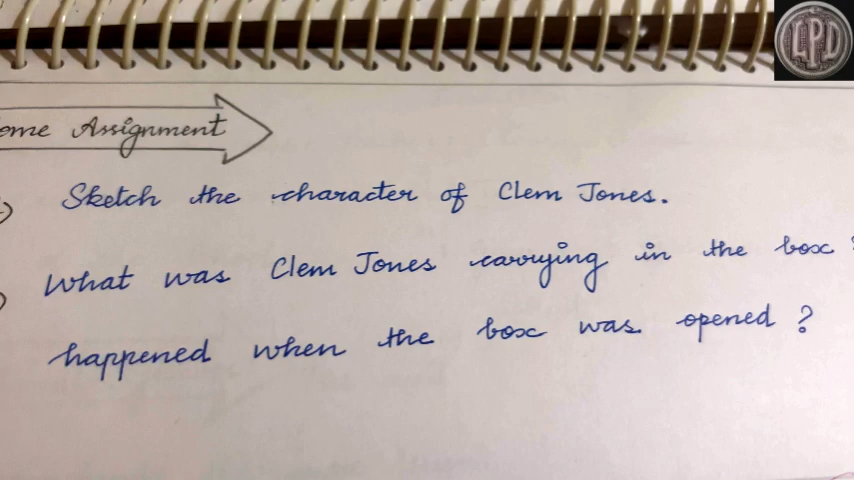 LPD
ome Assignment
Sketch the character of Clem Jones.
What was Clem Jones carrying in the box ?
happened when the box was opened ?